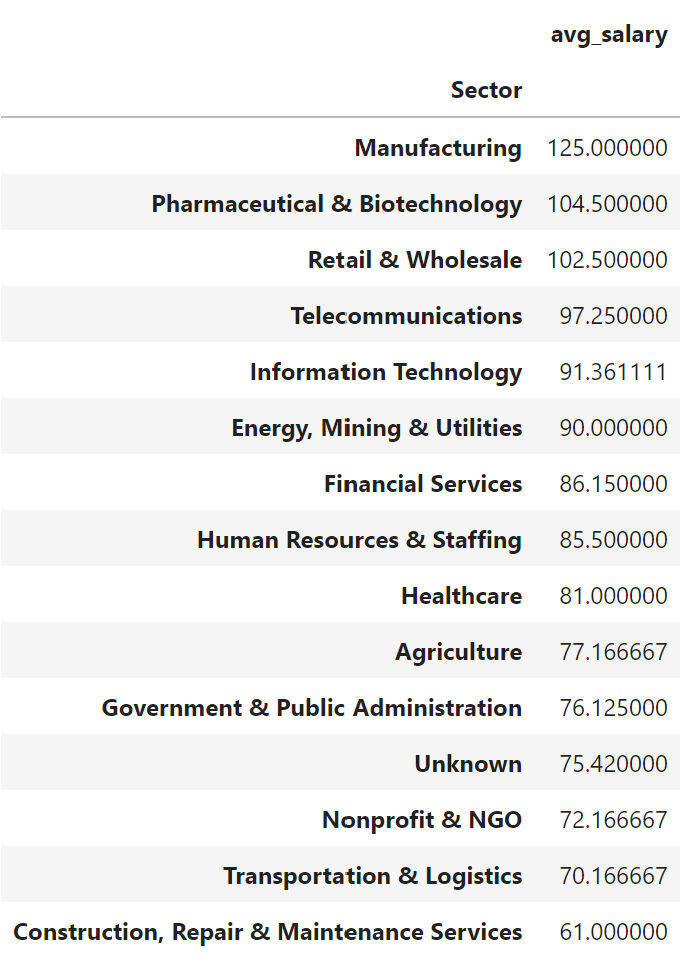 avg_salary
Sector
Manufacturing 125.000000
Pharmaceutical & Biotechnology 104.500000
Retail & Wholesale 102.500000
Telecommunications 97.250000
Information Technology 91.361111
Energy, Mining & Utilities 90.000000
Financial Services 86.150000
Human Resources & Staffing 85.500000
Healthcare 81.000000
Agriculture 77.166667
Government & Public Administration 76.125000
Unknown 75.420000
Nonprofit & NGO 72.166667
Transportation & Logistics 70.166667
Construction, Repair & Maintenance Services 61.000000